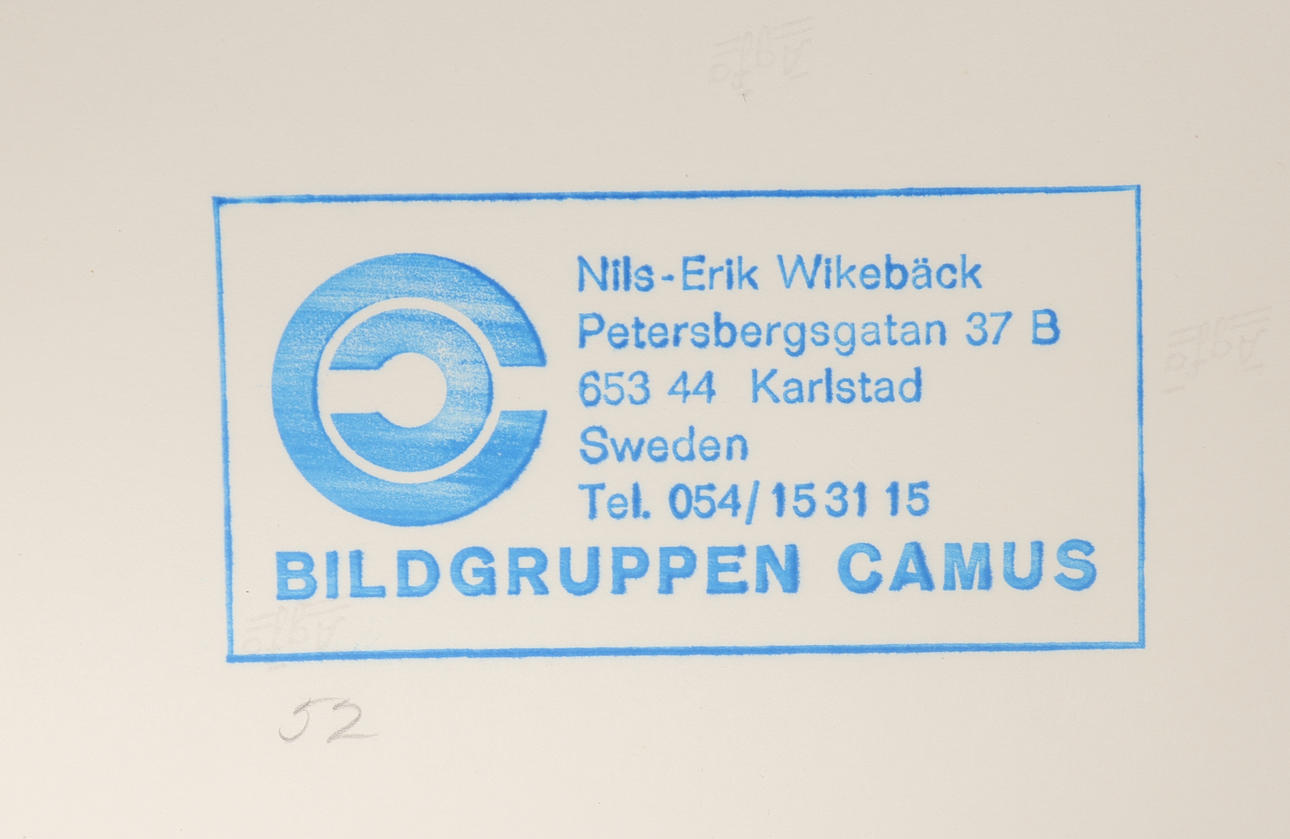 Nils-Erik Wikebäck
Petersbergsgatan 37 B
653 44 Karlstad
Sweden
Tel. 054/15 31 15
BILDGRUPPEN CAMUS
52